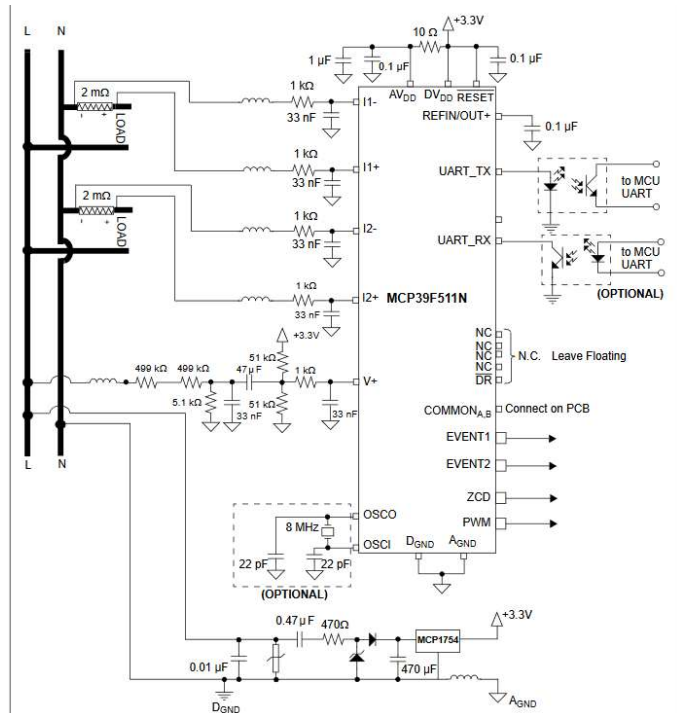 L
N
+3.3V
10 Ω
1 µF
0.1 µF
0.1 µF
AVDD
DVDD
RESET
2 mΩ
-
+
LOAD
1 kΩ
33 nF
I1-
REFIN/OUT+
0.1 µF
1 kΩ
33 nF
I1+
UART_TX
to MCU
UART
2 mΩ
-
+
LOAD
1 kΩ
33 nF
I2-
UART_RX
to MCU
UART
(OPTIONAL)
1 kΩ
33 nF
I2+
MCP39F511N
+3.3V
NC
NC
NC
NC
DR
N.C. Leave Floating
499 kΩ
499 kΩ
47µF
51 kΩ
1 kΩ
V+
5.1 kΩ
33 nF
51 kΩ
33 nF
COMMONA,B
Connect on PCB
EVENT1
EVENT2
ZCD
PWM
L
N
OSCO
8 MHz
OSCI
22 pF
22 pF
(OPTIONAL)
DGND
AGND
0.47µF
470Ω
MCP1754
+3.3V
0.01 µF
470 µF
DGND
AGND